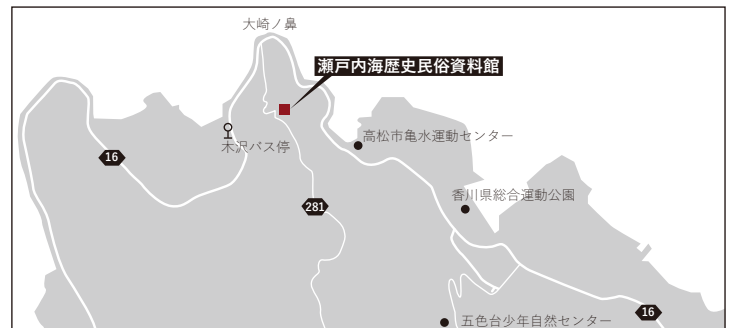 大崎ノ鼻
瀬戸内海歴史民俗資料館
高松市亀水運動センター
木沢バス停
16
香川県総合運動公園
281
16
五色台少年自然センター